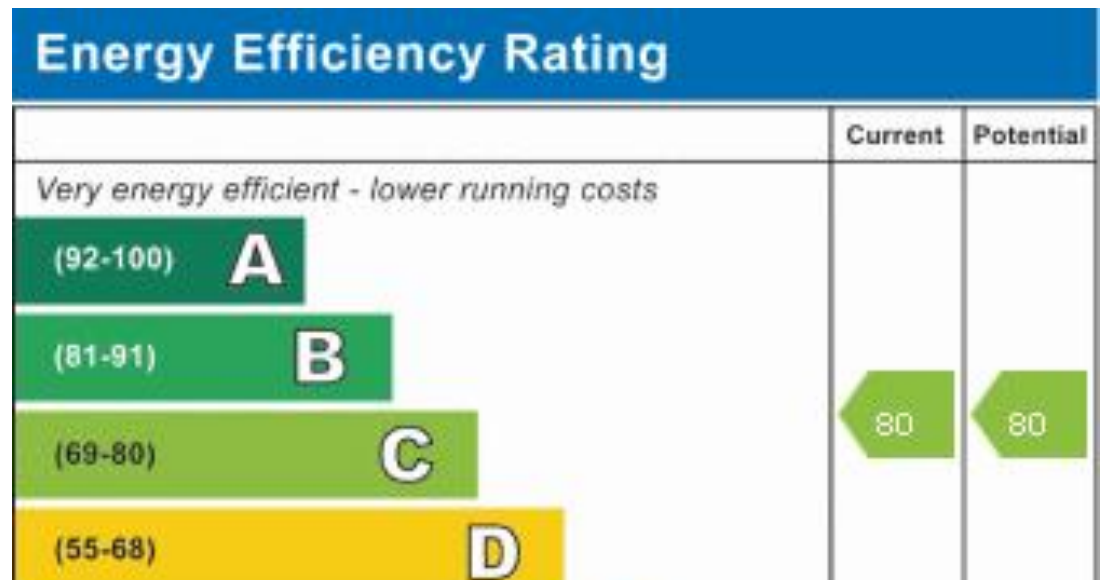 Energy Efficiency Rating
Current Potential
Very energy efficient - lower running costs
(92-100) A
(81-91) B
80 80
(69-80) C
(55-68) D